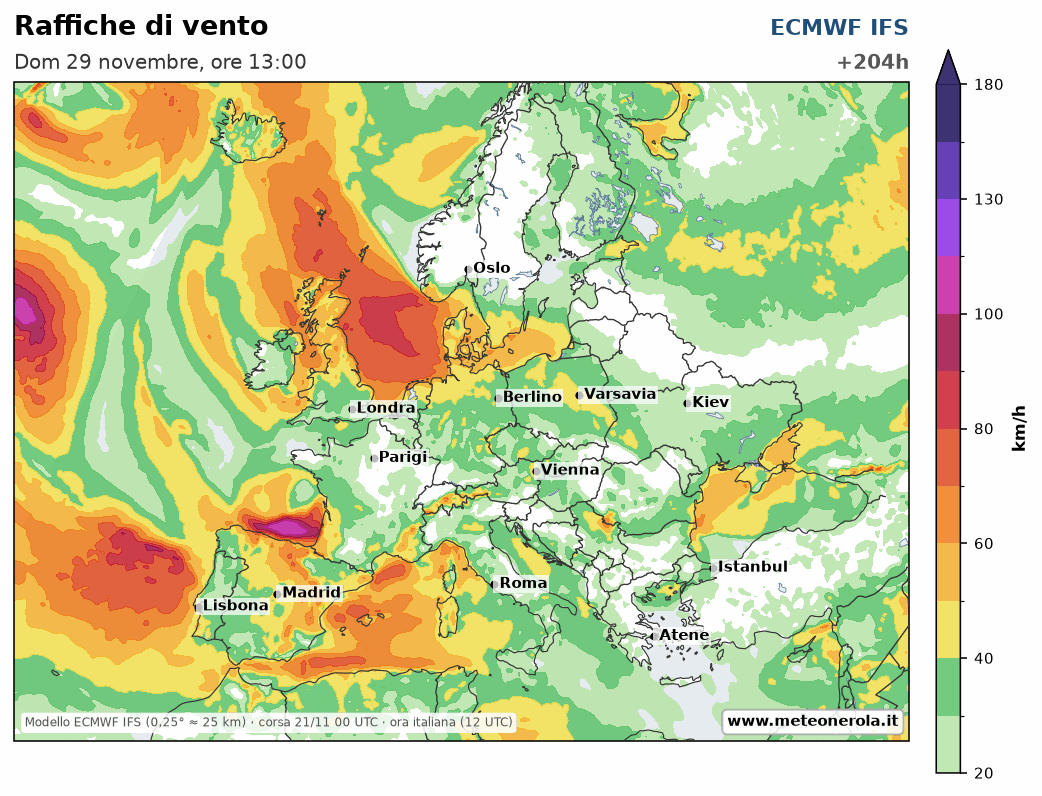 Raffiche di vento
ECMWF IFS
Dom 29 novembre, ore 13:00
+204h
180
130
100
80
60
40
20
km/h
Oslo
Londra
Berlino
Varsavia
Kiev
Parigi
Vienna
Istanbul
Roma
Madrid
Lisbona
Atene
Modello ECMWF IFS (0,25° ≈ 25 km) · corsa 21/11 00 UTC · ora italiana (12 UTC)
www.meteonerola.it